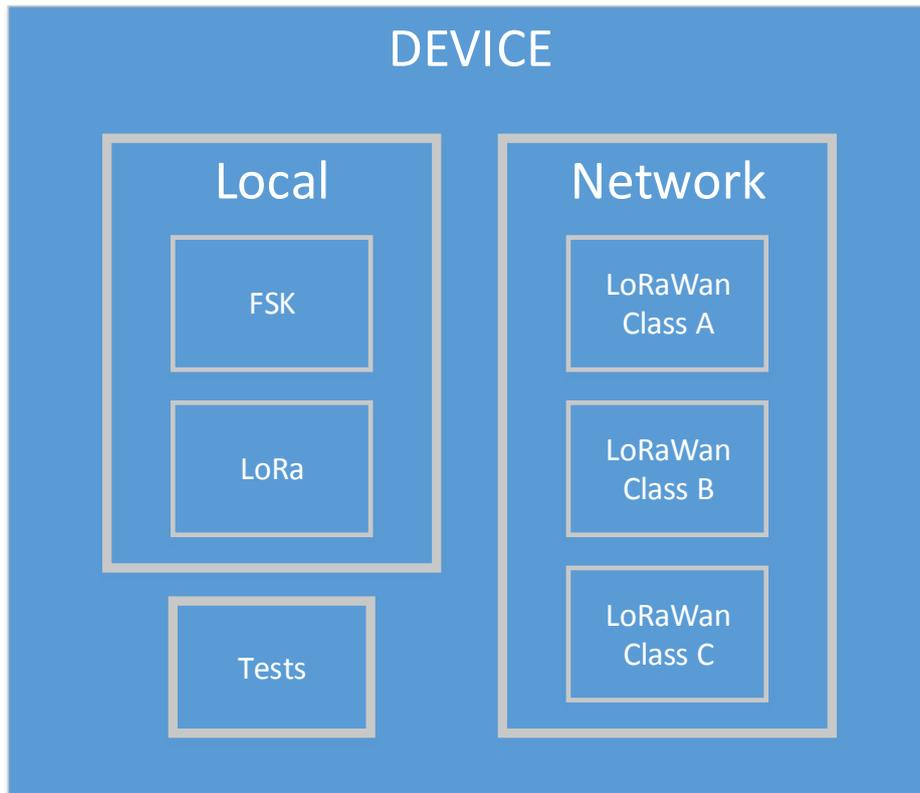 DEVICE
Local
FSK
LoRa
Tests
Network
LoRaWan
Class A
LoRaWan
Class B
LoRaWan
Class C